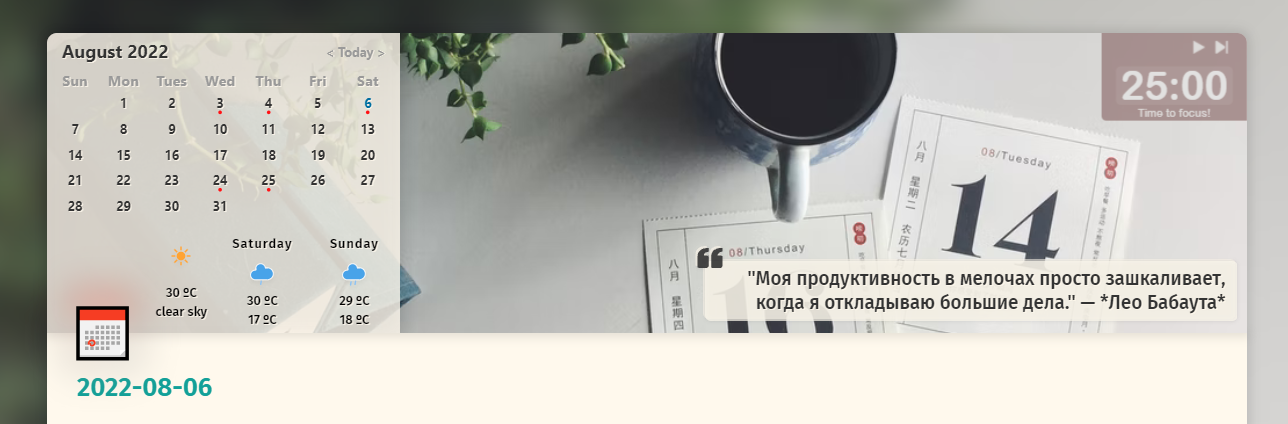 August 2022
< Today >
Sun Mon Tues Wed Thu Fri Sat
1 2 3 4 5 6
7 8 9 10 11 12 13
14 15 16 17 18 19 20
21 22 23 24 25 26 27
28 29 30 31
30 ºC
clear sky
Saturday
30 ºC
17 ºC
Sunday
29 ºC
18 ºC
25:00
Time to focus!
08/Tuesday
14
八月 星期二 农历七
08/Thursday
16
八月 星期四
"Моя продуктивность в мелочах просто зашкаливает,
когда я откладываю большие дела." — *Лео Бабаута*
2022-08-06